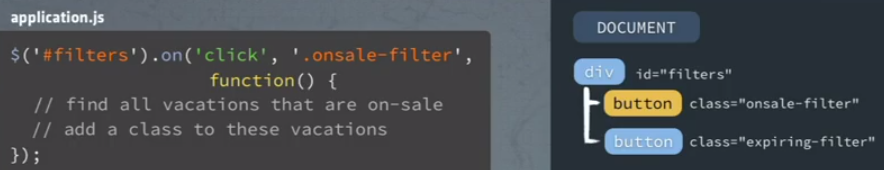 application.js
$('#filters').on('click', '.onsale-filter',
function() {
// find all vacations that are on-sale
// add a class to these vacations
});
DOCUMENT
div id="filters"
button class="onsale-filter"
button class="expiring-filter"